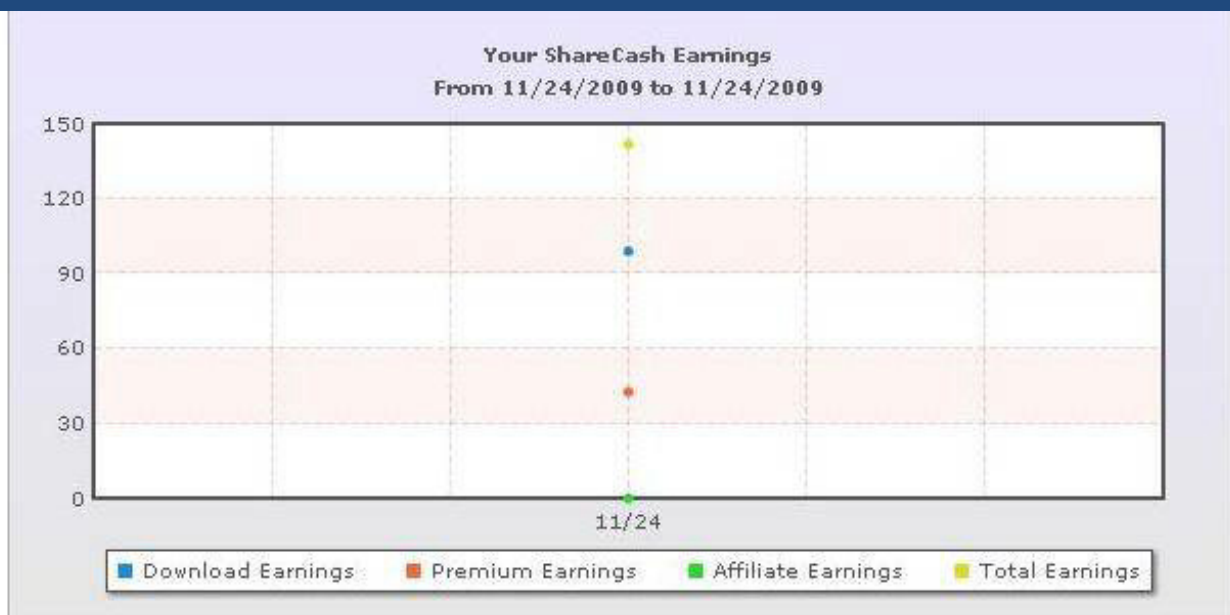 Your ShareCash Earnings
From 11/24/2009 to 11/24/2009
150
120
90
60
30
0
11/24
Download Earnings Premium Earnings Affiliate Earnings Total Earnings